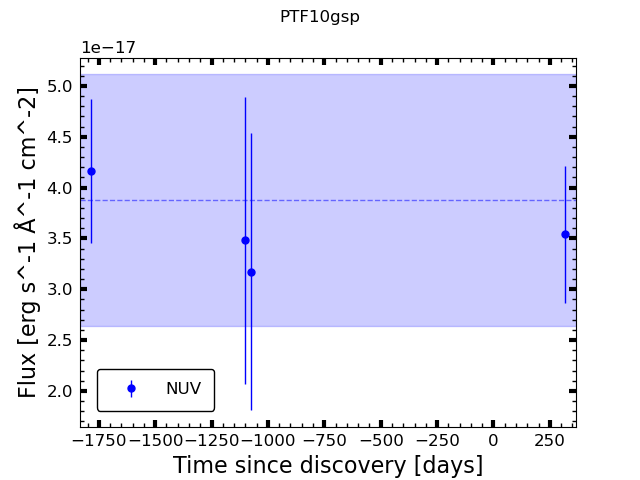 PTF10gsp
1e−17
5.0
4.5
4.0
3.5
3.0
2.5
2.0
Flux [erg s^-1 Å^-1 cm^-2]
NUV
−1750 −1500 −1250 −1000 −750 −500 −250 0 250
Time since discovery [days]